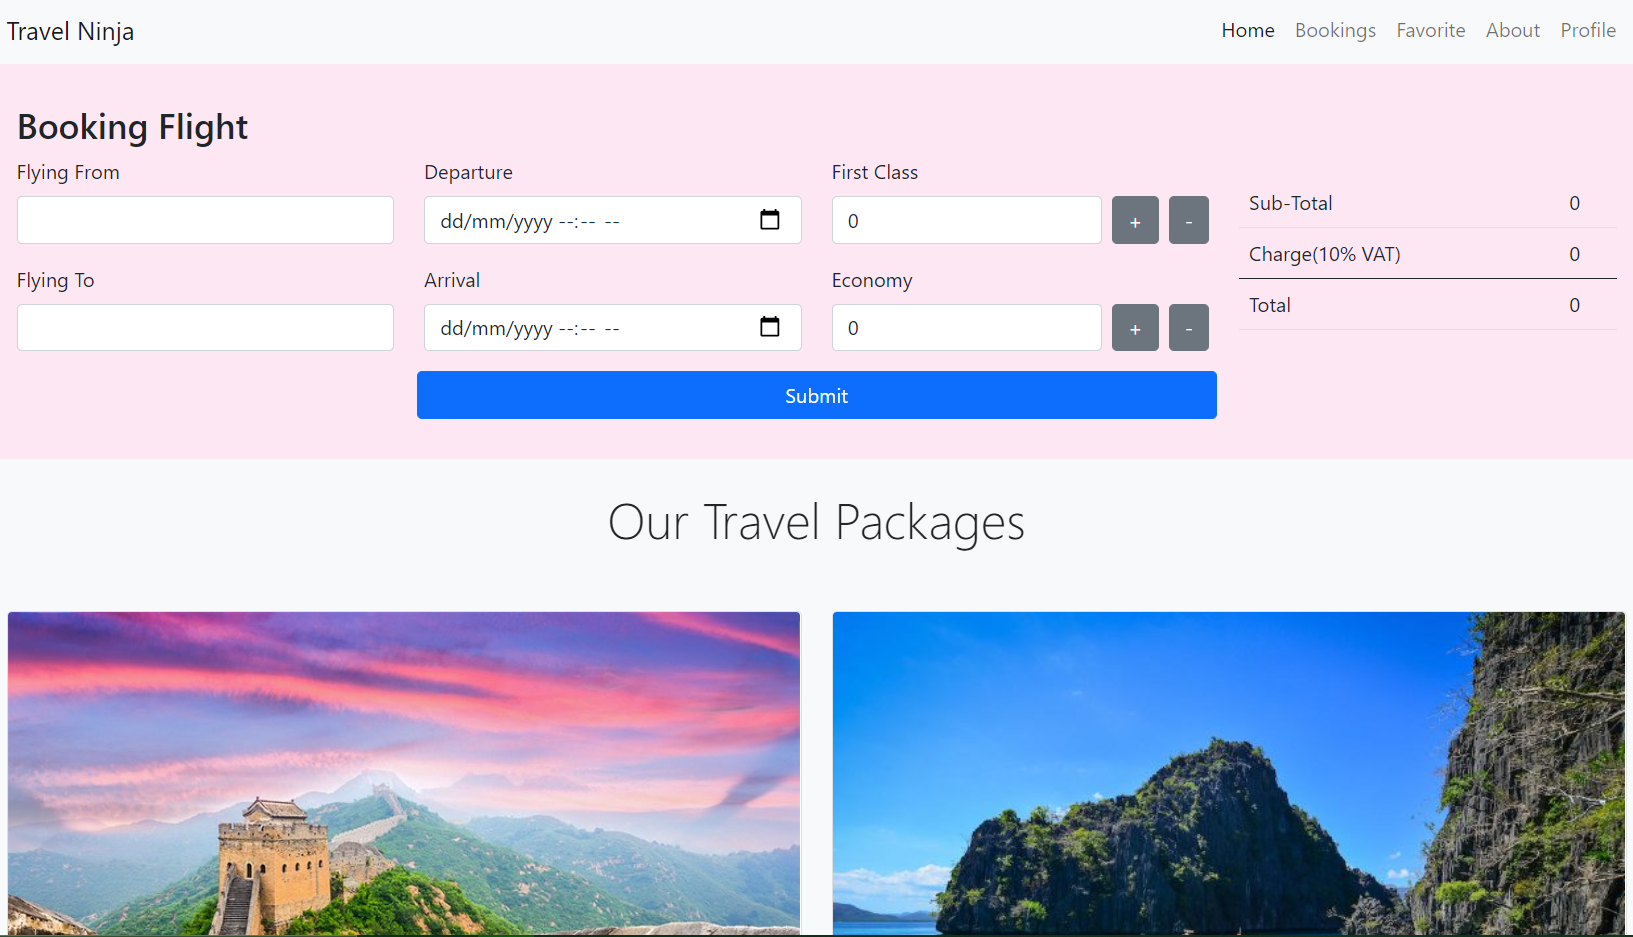 Travel Ninja
Home Bookings Favorite About Profile
Booking Flight
Flying From
Departure
dd/mm/yyyy --:-- --
First Class
0 + -
Flying To
Arrival
dd/mm/yyyy --:-- --
Economy
0 + -
Sub-Total 0
Charge(10% VAT) 0
Total 0
Submit
Our Travel Packages